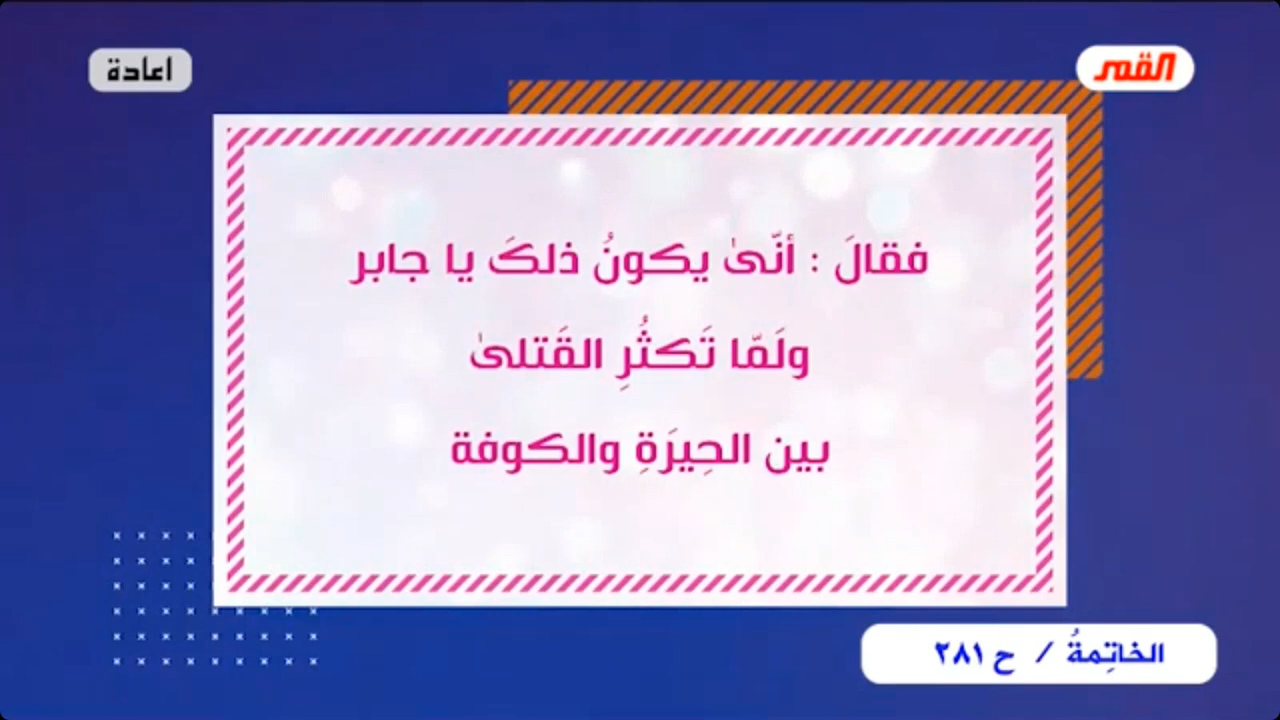 القمر
اعادة
فقالَ : أنّىٰ يكونُ ذلكَ يا جابر
ولَمّا تَكثُرِ القَتلىٰ
بين الحِيرَةِ والكوفة
الخاتِمةُ / ح ٢٨١